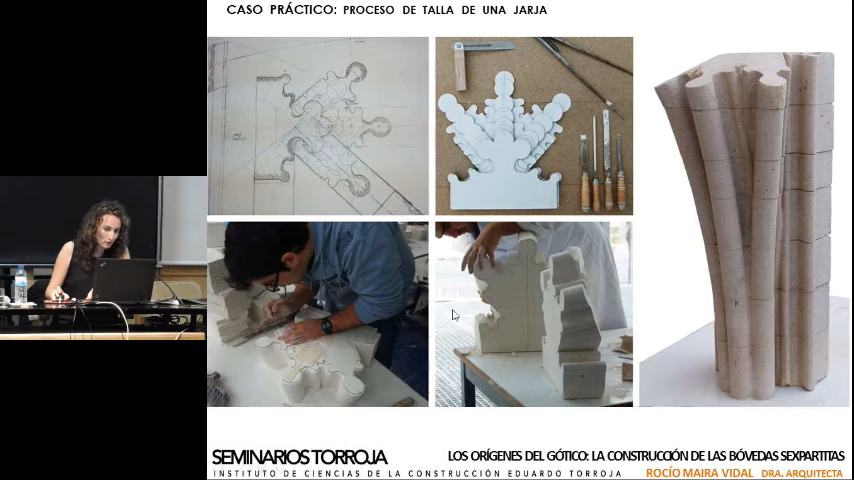 CASO PRÁCTICO: PROCESO DE TALLA DE UNA JARJA
SEMINARIOS TORROJA
INSTITUTO DE CIENCIAS DE LA CONSTRUCCIÓN EDUARDO TORROJA
LOS ORÍGENES DEL GÓTICO: LA CONSTRUCCIÓN DE LAS BÓVEDAS SEXPARTITAS
ROCÍO MAIRA VIDAL DRA. ARQUITECTA